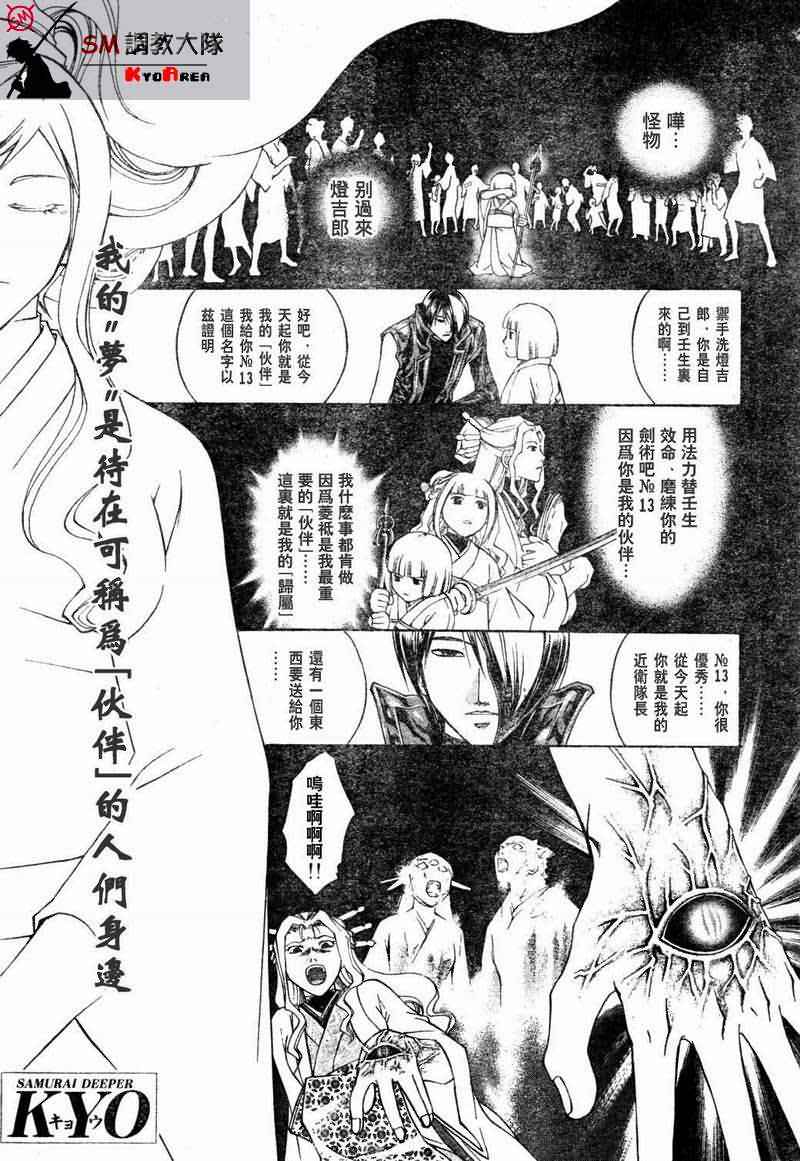 SM調教大隊
KYOAREA
嘩…
怪物
別過來
燈吉郎
禦手洗燈吉
郎．你是自
己到壬生裏
來的啊……
好吧．從今
天起你就是
我的「伙伴」
我給你№13
這個名字以
茲證明
用法力替壬生
效命、磨練你的
劍術吧№13
因爲你是我的伙伴…
我什麽事都肯做
因爲菱祗是我最重
要的「伙伴」……
這裏就是我的「歸屬」
№13．你很
優秀……
從今天起
你就是我的
近衛隊長
還有一個東
西要送給你
……
嗚哇啊啊啊!!
我的"夢"是待在可稱爲「伙伴」的人們身邊
SAMURAI DEEPER
KYO
キョウ